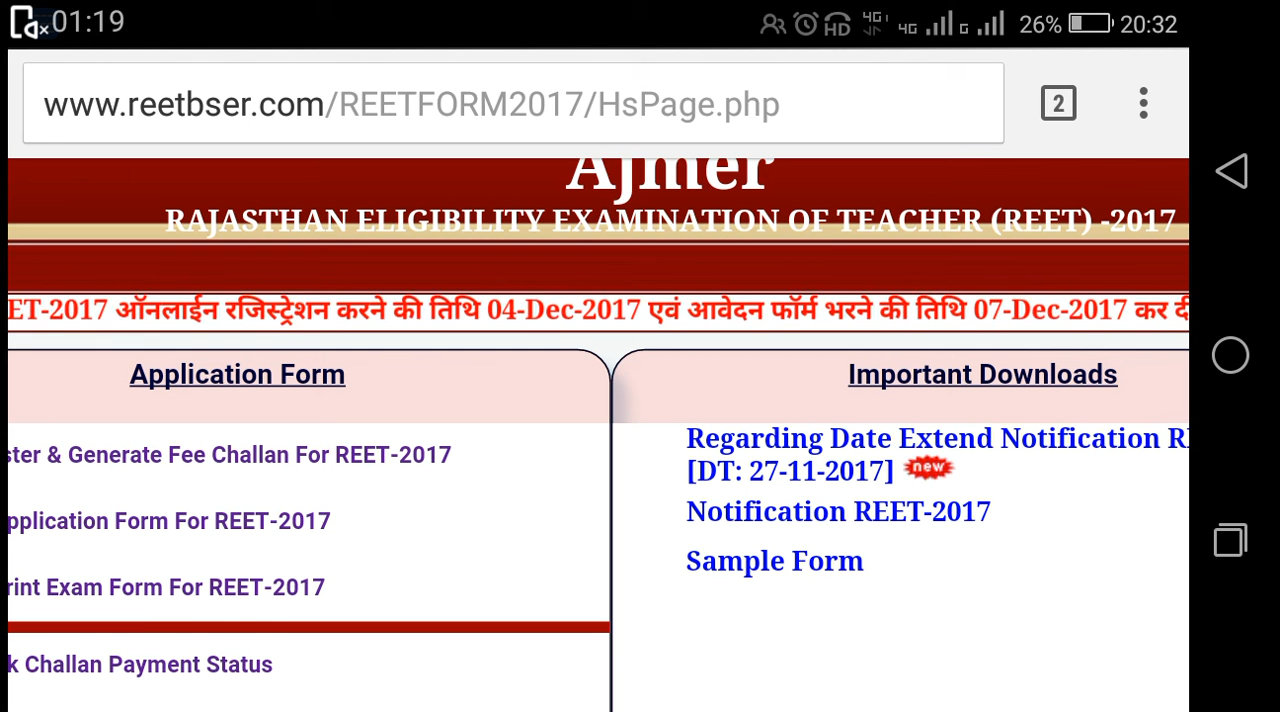 01:19
HD 4G 4G G 26% 20:32
www.reetbser.com/REETFORM2017/HsPage.php
2
Ajmer
RAJASTHAN ELIGIBILITY EXAMINATION OF TEACHER (REET) -2017
ET-2017 ऑनलाईन रजिस्ट्रेशन करने की तिथि 04-Dec-2017 एवं आवेदन फॉर्म भरने की तिथि 07-Dec-2017 कर दी
Application Form
ster & Generate Fee Challan For REET-2017
pplication Form For REET-2017
rint Exam Form For REET-2017
k Challan Payment Status
Important Downloads
Regarding Date Extend Notification RE
[DT: 27-11-2017] new
Notification REET-2017
Sample Form